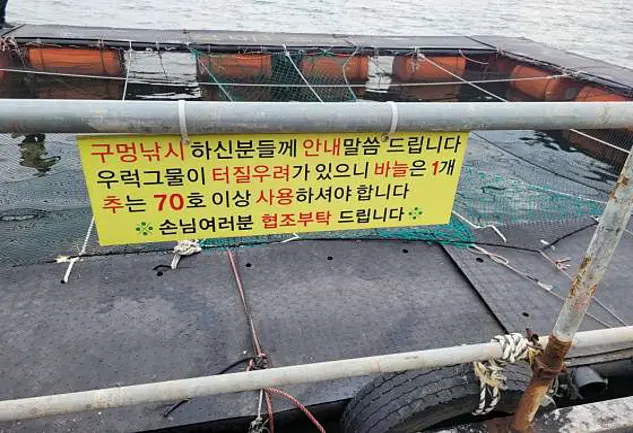 구멍낚시 하신분들께 안내말씀 드립니다
우럭그물이 터질우려가 있으니 바늘은 1개
추는 70호 이상 사용하셔야 합니다
※ 손님여러분 협조부탁 드립니다 ※